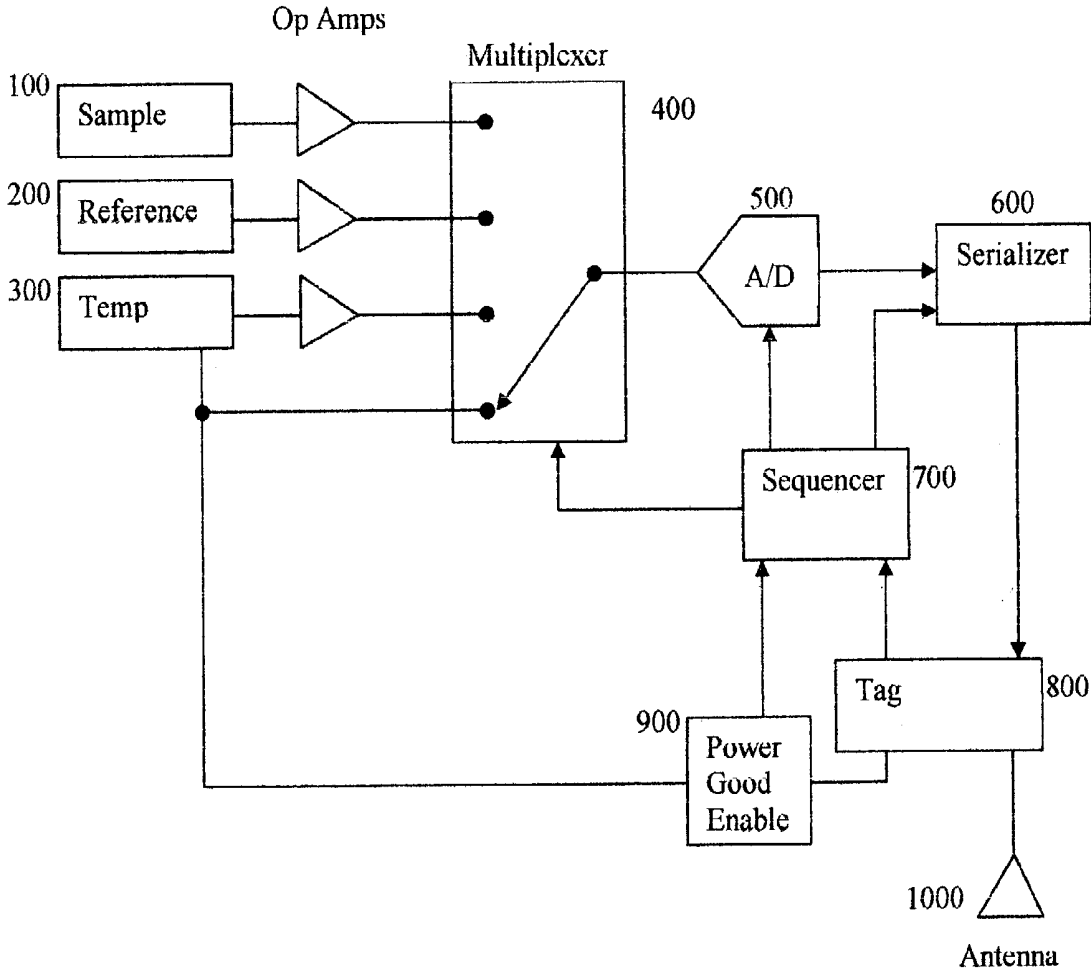 Op Amps
Multiplexer
100
Sample
400
200
Reference
500
600
A/D
Serializer
300
Temp
Sequencer
700
Tag
800
900
Power
Good
Enable
1000
Antenna